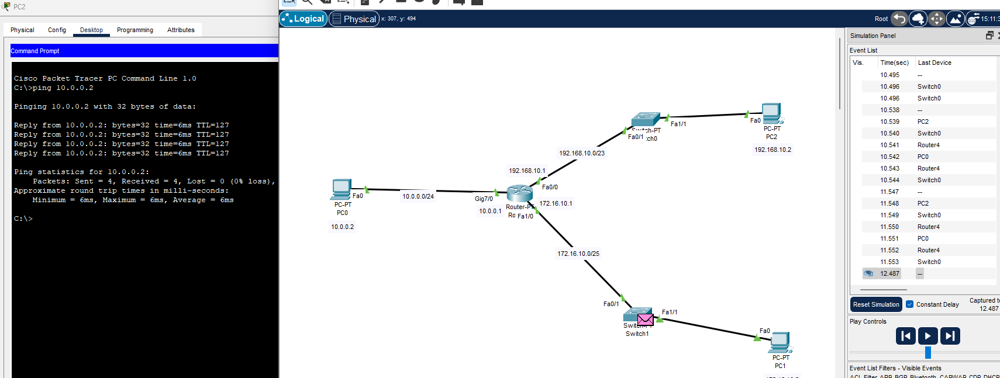 PC2
Physical Config Desktop Programming Attributes
Command Prompt
Cisco Packet Tracer PC Command Line 1.0
C:\>ping 10.0.0.2
Pinging 10.0.0.2 with 32 bytes of data:
Reply from 10.0.0.2: bytes=32 time=6ms TTL=127
Reply from 10.0.0.2: bytes=32 time=6ms TTL=127
Reply from 10.0.0.2: bytes=32 time=6ms TTL=127
Reply from 10.0.0.2: bytes=32 time=6ms TTL=127
Ping statistics for 10.0.0.2:
Packets: Sent = 4, Received = 4, Lost = 0 (0% loss),
Approximate round trip times in milli-seconds:
Minimum = 6ms, Maximum = 6ms, Average = 6ms
C:\>
Logical Physical x: 307, y: 494
Root 15:11:3
Fa0/1
Fa1/1
Fa0
PC-PT
PC2
192.168.10.2
192.168.10.0/23
192.168.10.1
Fa0/0
Fa0
PC-PT
PC0
10.0.0.2
10.0.0.0/24
Gig7/0
10.0.0.1
Router-PT
Fa1/0
172.16.10.1
172.16.10.0/25
Fa0/1
Fa1/1
Switch1
Fa0
PC-PT
PC1
Simulation Panel
Event List
Vis. Time(sec) Last Device
10.495 --
10.496 Switch0
10.496 Switch0
10.538 --
10.539 PC2
10.540 Switch0
10.541 Router4
10.542 PC0
10.543 Router4
10.544 Switch0
11.547 --
11.548 PC2
11.549 Switch0
11.550 Router4
11.551 PC0
11.552 Router4
11.553 Switch0
12.487 --
Reset Simulation Constant Delay Captured to
12.487
Play Controls
Event List Filters - Visible Events
ACL Filter, ARP, BGP, Bluetooth, CAPWAP, CDP, DHCP